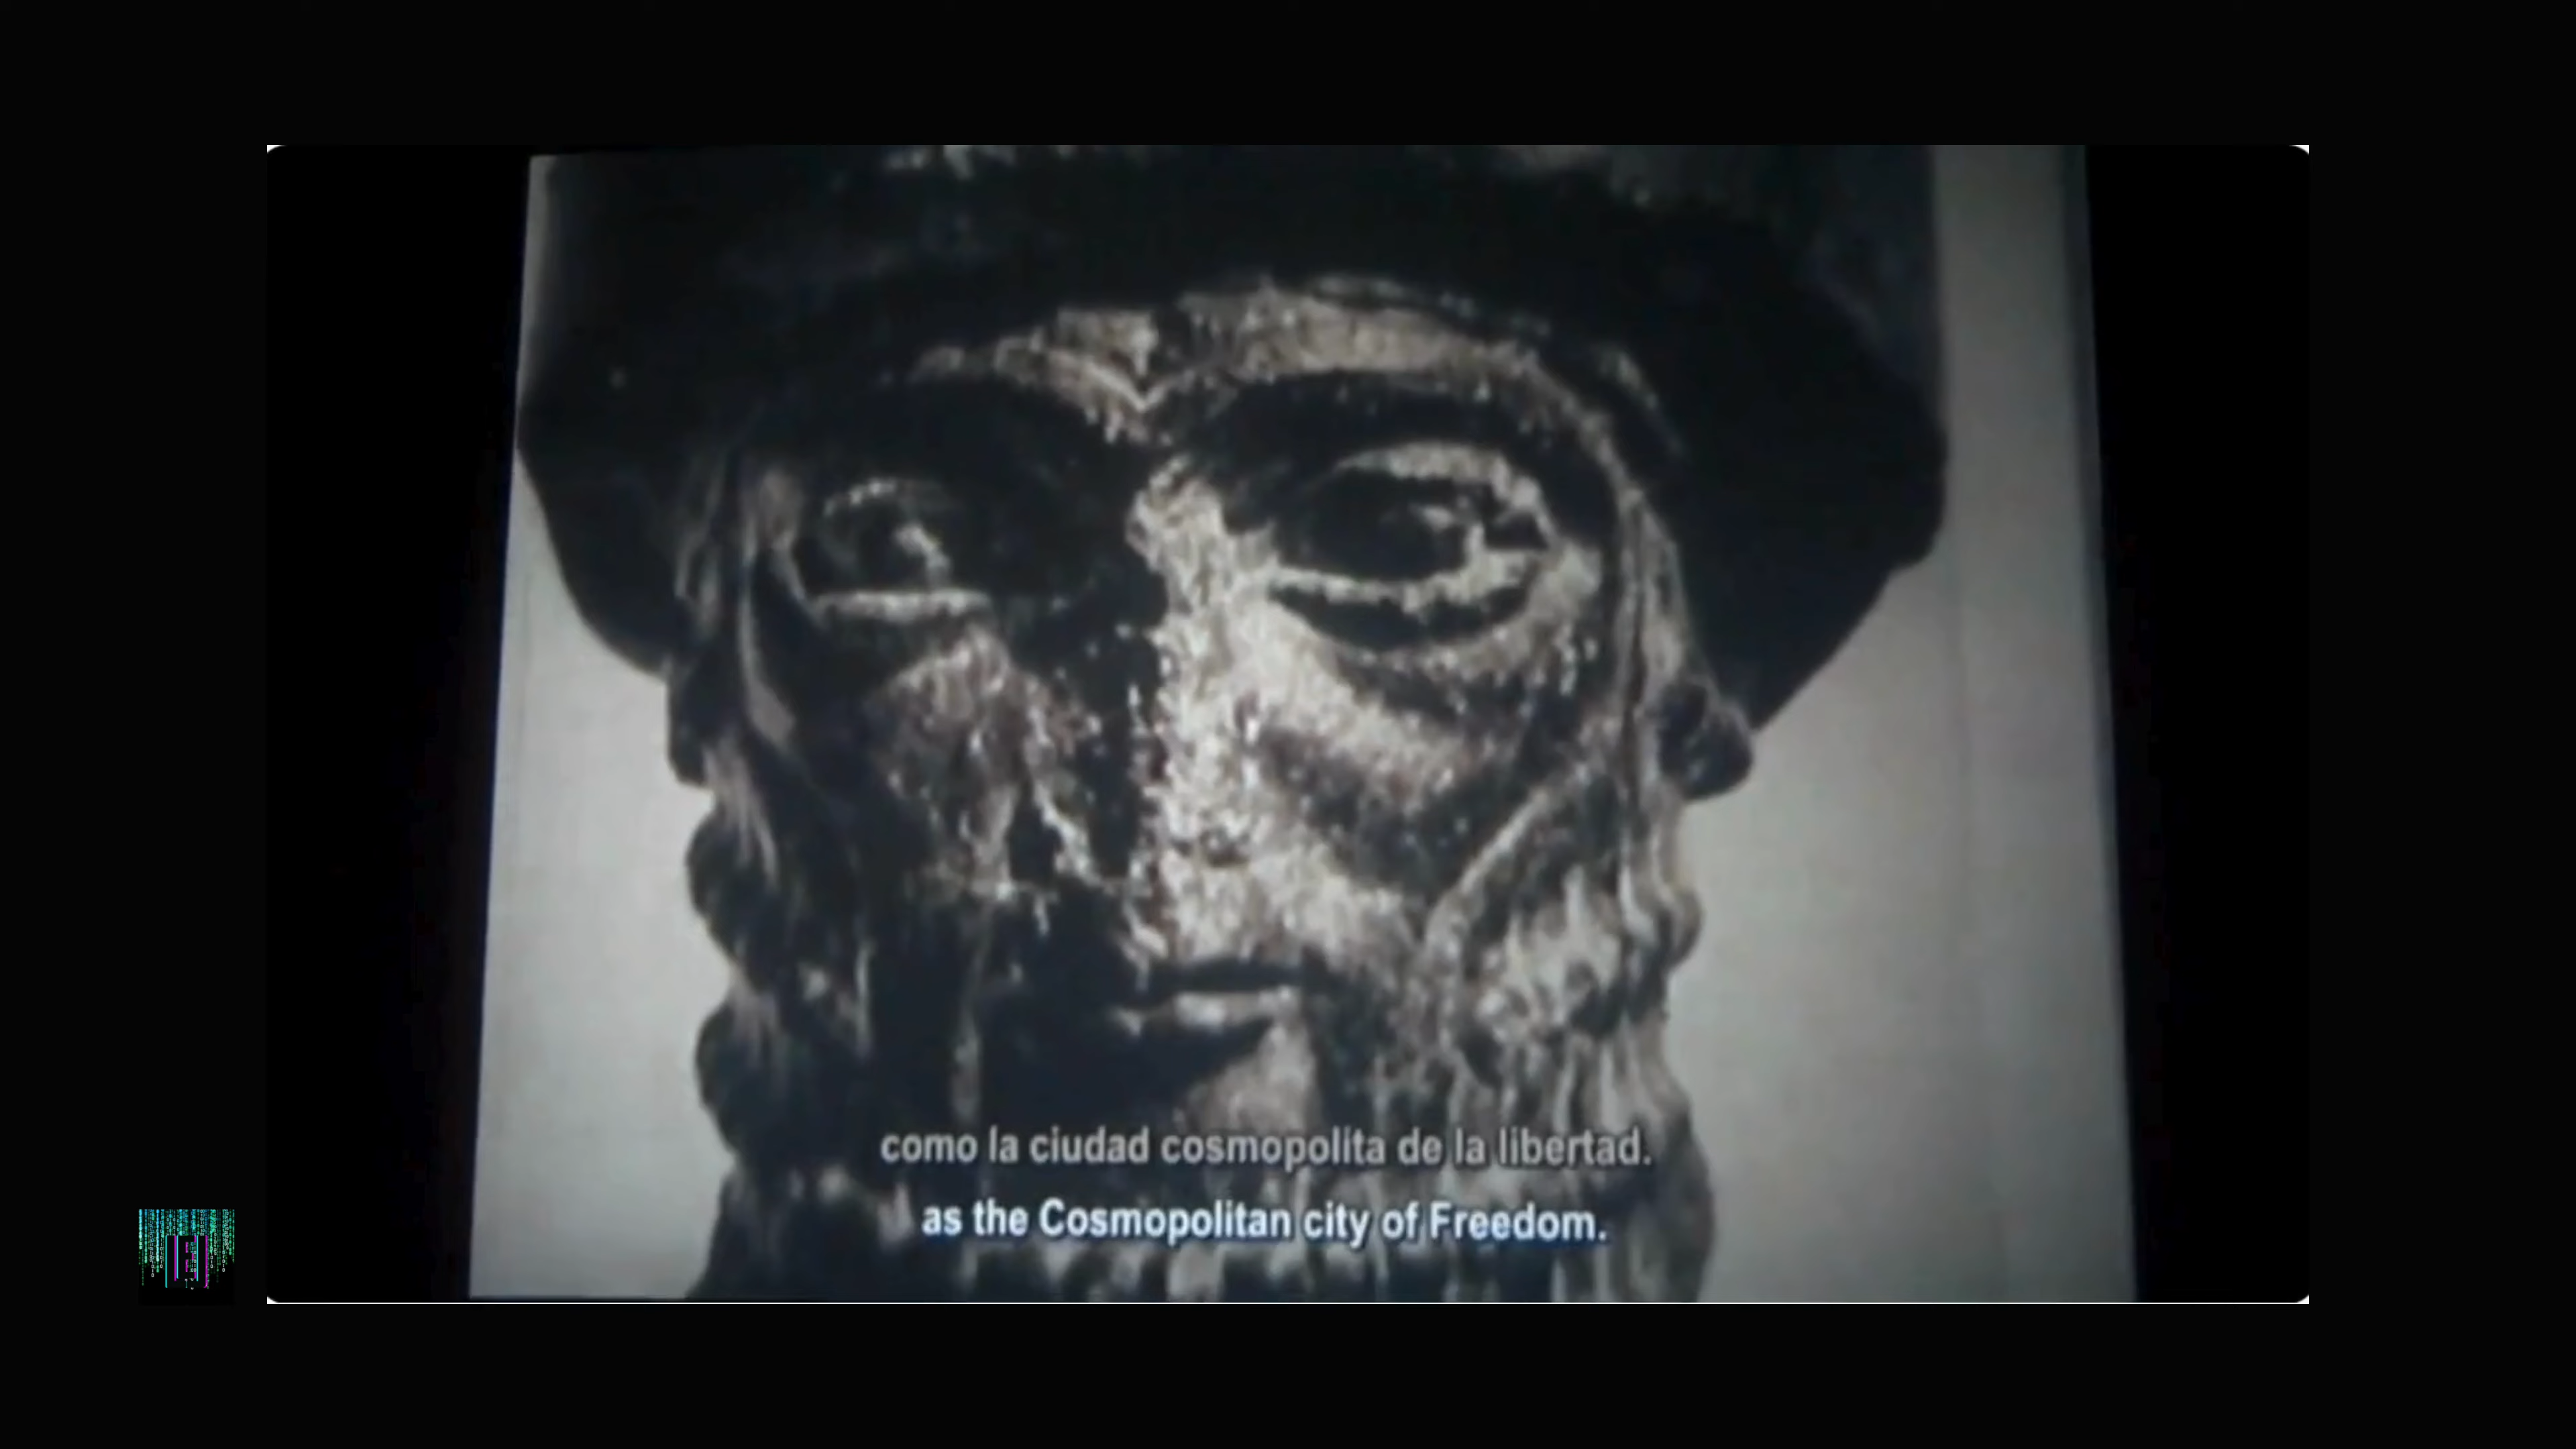 como la ciudad cosmopolita de la libertad.
as the Cosmopolitan city of Freedom.